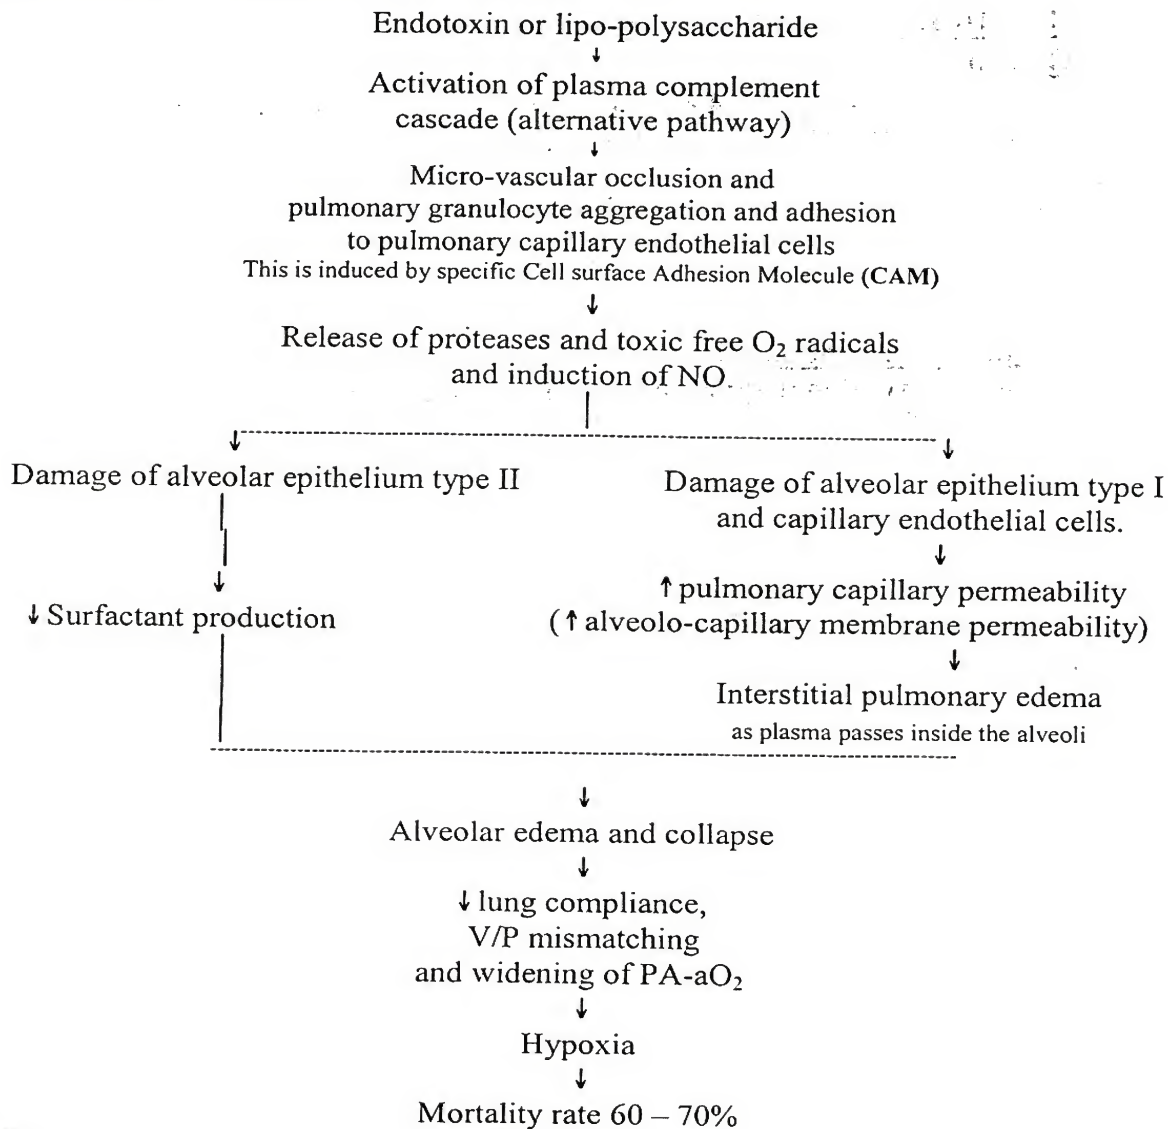 Endotoxin or lipo-polysaccharide
↓
Activation of plasma complement
cascade (alternative pathway)
↓
Micro-vascular occlusion and
pulmonary granulocyte aggregation and adhesion
to pulmonary capillary endothelial cells
This is induced by specific Cell surface Adhesion Molecule (CAM)
↓
Release of proteases and toxic free O₂ radicals
and induction of NO.
↓ ↓
Damage of alveolar epithelium type II
↓
↓ Surfactant production
Damage of alveolar epithelium type I
and capillary endothelial cells.
↓
↑ pulmonary capillary permeability
(↑ alveolo-capillary membrane permeability)
↓
Interstitial pulmonary edema
as plasma passes inside the alveoli
↓
Alveolar edema and collapse
↓
↓ lung compliance,
V/P mismatching
and widening of PA-aO₂
↓
Hypoxia
↓
Mortality rate 60 – 70%